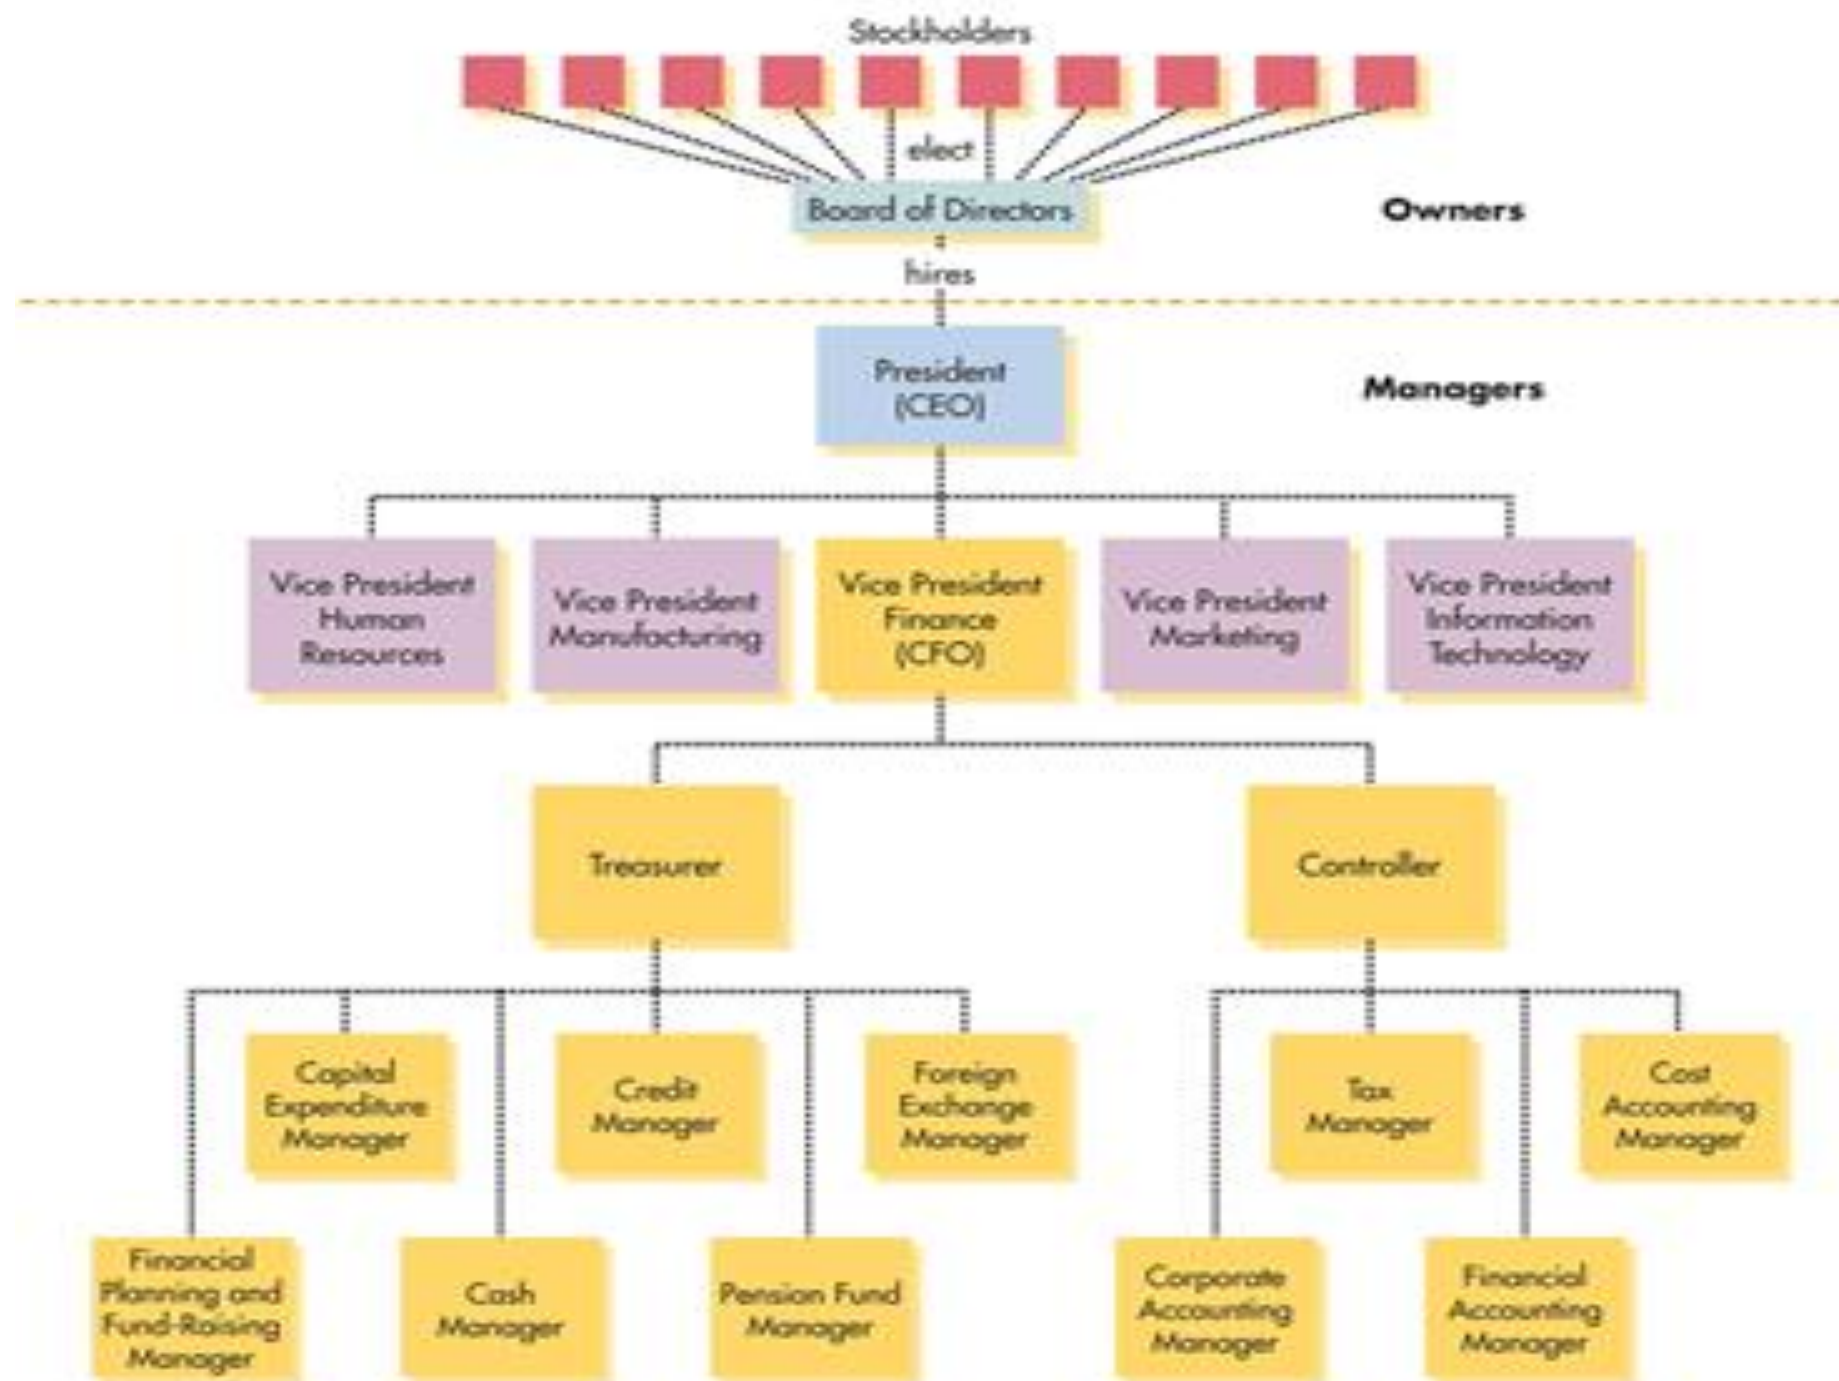 Stockholders
elect
Board of Directors
Owners
hires
President
(CEO)
Managers
Vice President
Human
Resources
Vice President
Manufacturing
Vice President
Finance
(CFO)
Vice President
Marketing
Vice President
Information
Technology
Treasurer
Controller
Capital
Expenditure
Manager
Credit
Manager
Foreign
Exchange
Manager
Tax
Manager
Cost
Accounting
Manager
Financial
Planning and
Fund-Raising
Manager
Cash
Manager
Pension Fund
Manager
Corporate
Accounting
Manager
Financial
Accounting
Manager